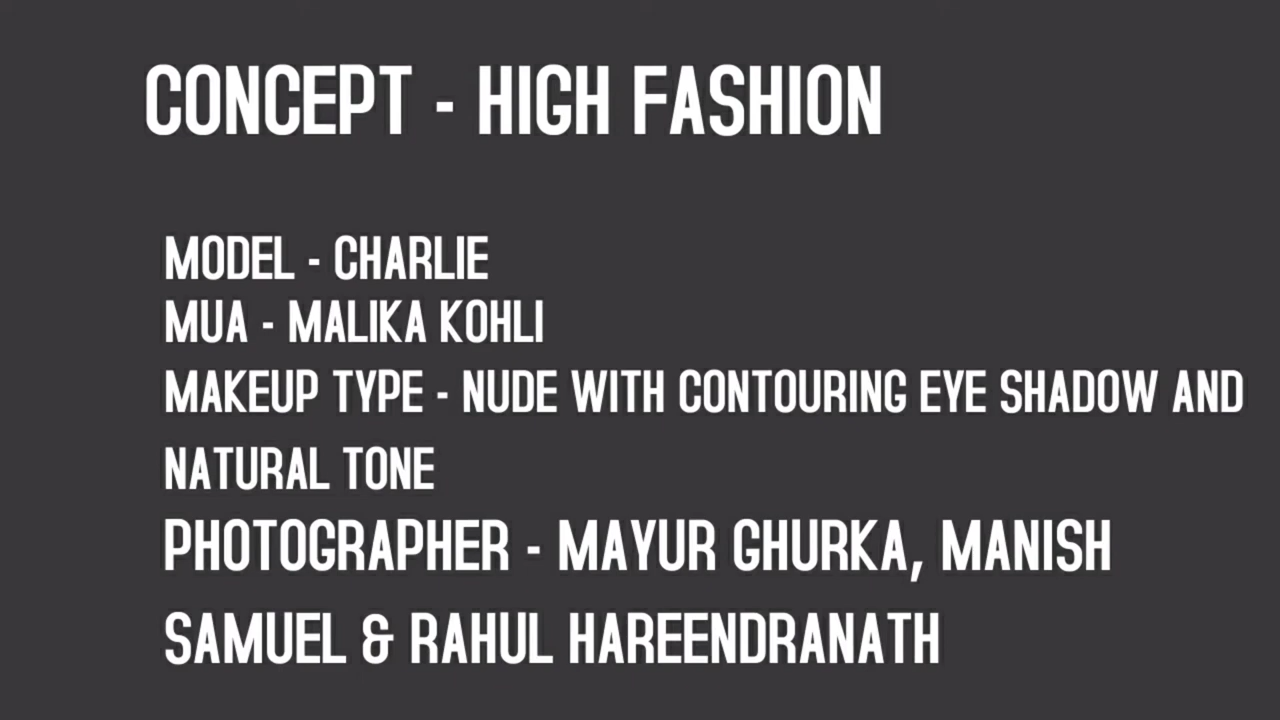 CONCEPT - HIGH FASHION
MODEL - CHARLIE
MUA - MALIKA KOHLI
MAKEUP TYPE - NUDE WITH CONTOURING EYE SHADOW AND
NATURAL TONE
PHOTOGRAPHER - MAYUR GHURKA, MANISH
SAMUEL & RAHUL HAREENDRANATH